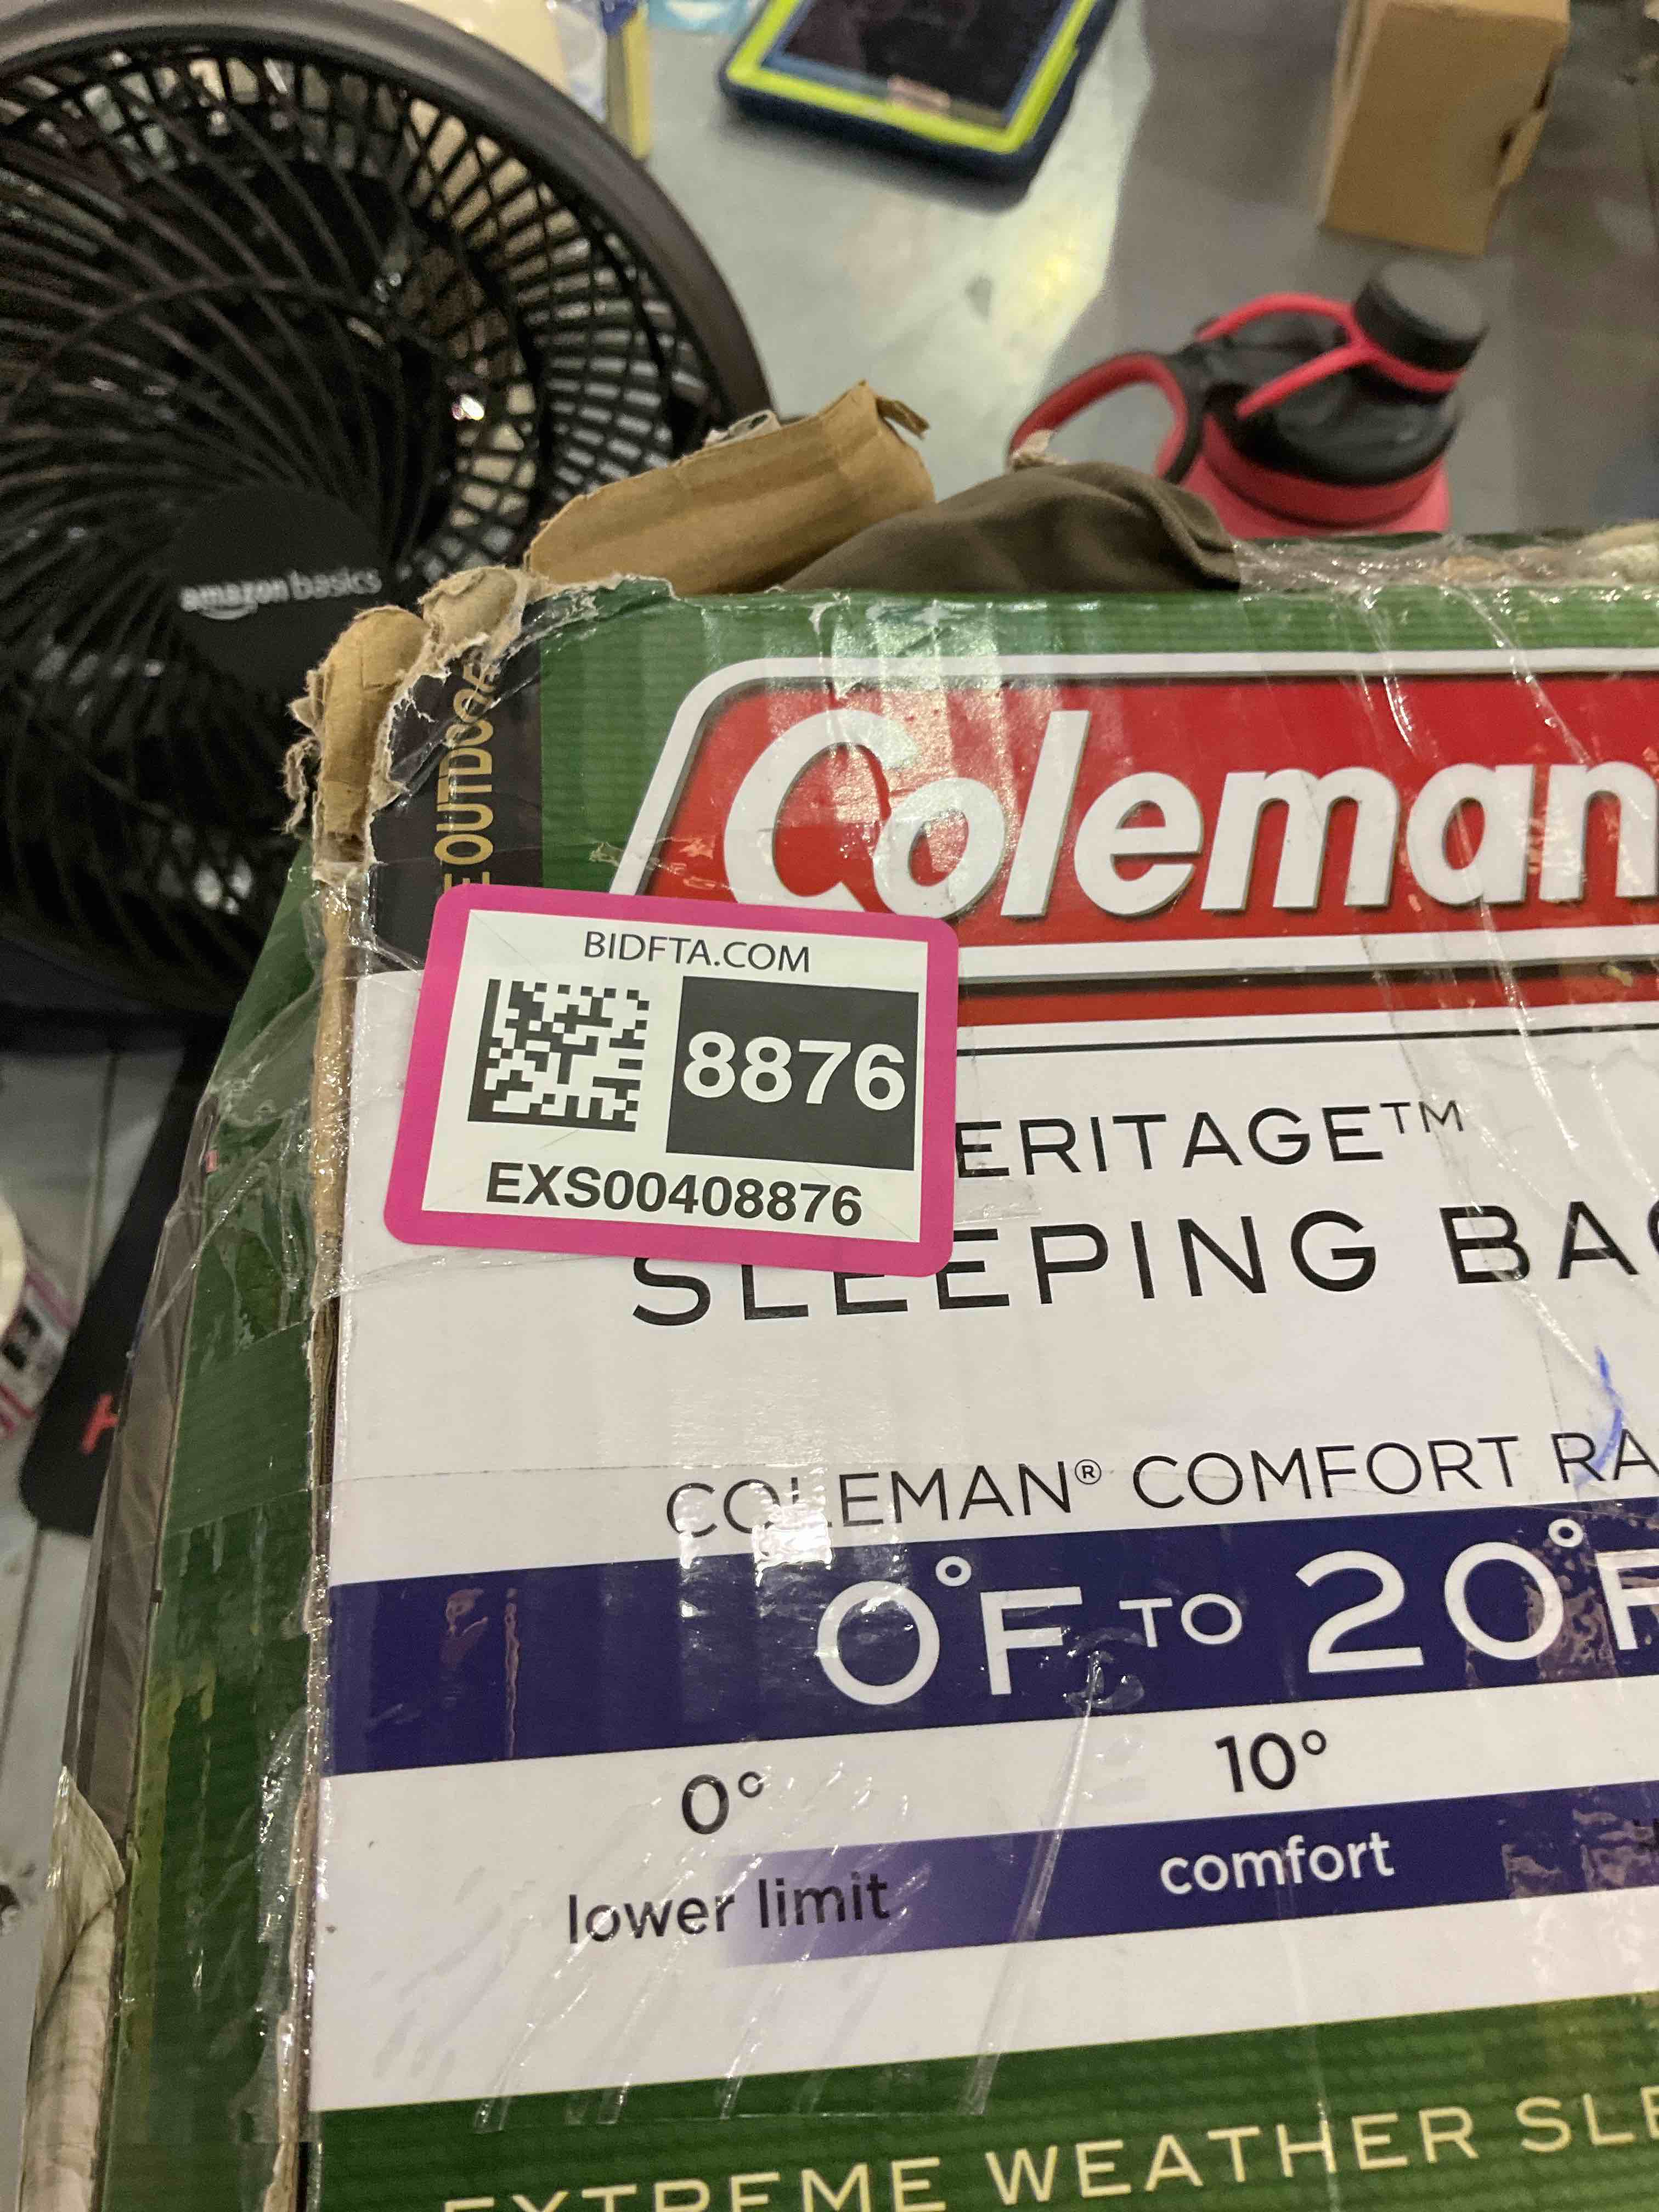 amazon basics
E OUTDOO
Coleman
BIDFTA.COM
8876
EXS00408876
ERITAGE™
SLEEPING BA
COLEMAN® COMFORT RA
0°F TO 20°F
0°
10°
lower limit
comfort
EXTREME WEATHER SLE